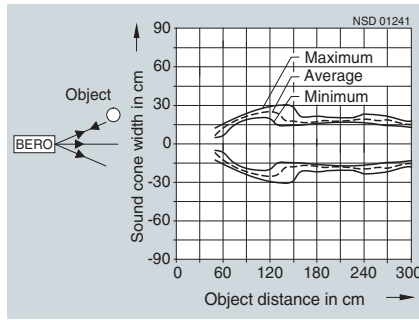 NSD 01241
90
60
30
0
-30
-60
-90
Sound cone width in cm
Maximum
Average
Minimum
Object
BERO
0 60 120 180 240 300
Object distance in cm